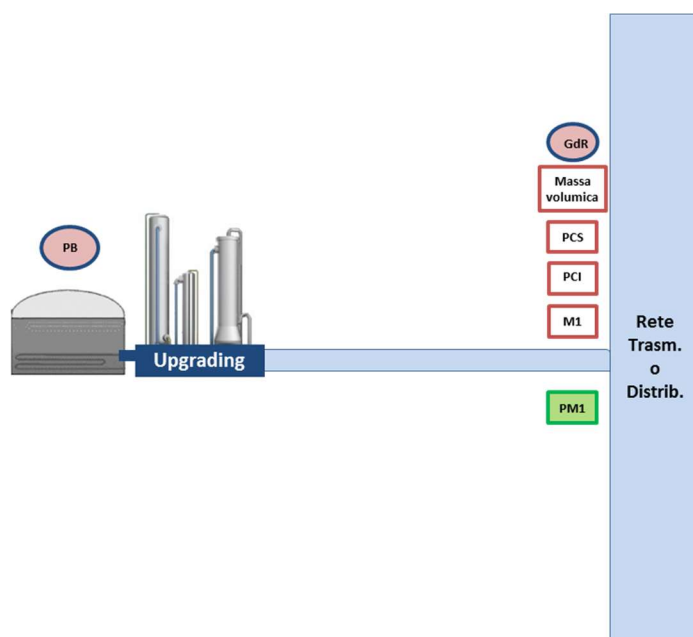 GdR
Massa
volumica
PB
PCS
PCI
M1
Upgrading
PM1
Rete
Trasm.
o
Distrib.